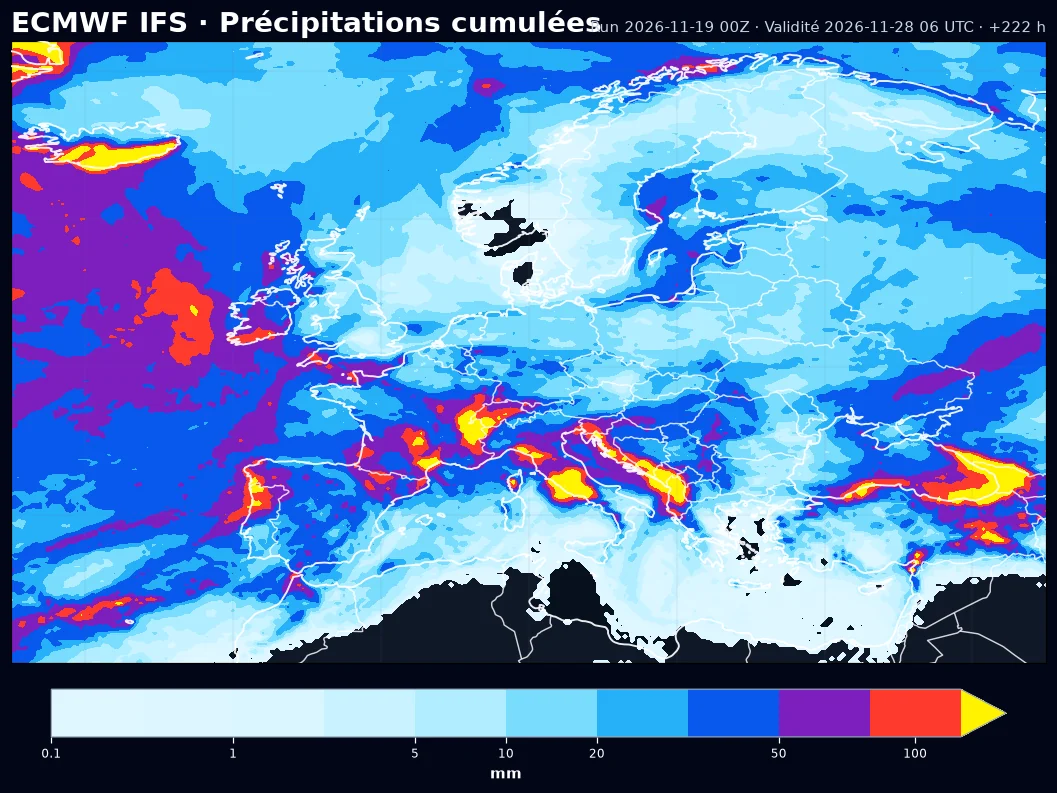 ECMWF IFS · Précipitations cumulées
Run 2026-11-19 00Z · Validité 2026-11-28 06 UTC · +222 h
0.1 1 5 10 20 50 100
mm